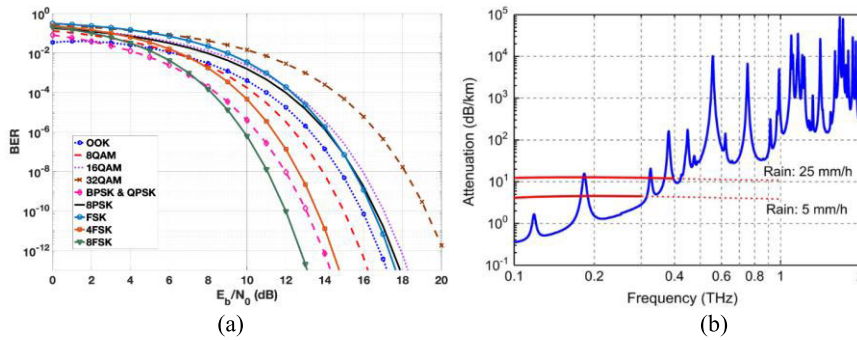 BER
10^0
10^-2
10^-4
10^-6
10^-8
10^-10
10^-12
OOK
8QAM
16QAM
32QAM
BPSK & QPSK
8PSK
FSK
4FSK
8FSK
0 2 4 6 8 10 12 14 16 18 20
E_b/N_0 (dB)
(a)
Attenuation (dB/km)
10^5
10^4
10^3
10^2
10^1
10^0
10^-1
Rain: 25 mm/h
Rain: 5 mm/h
0.1 0.2 0.3 0.4 0.6 0.8 1
Frequency (THz)
(b)